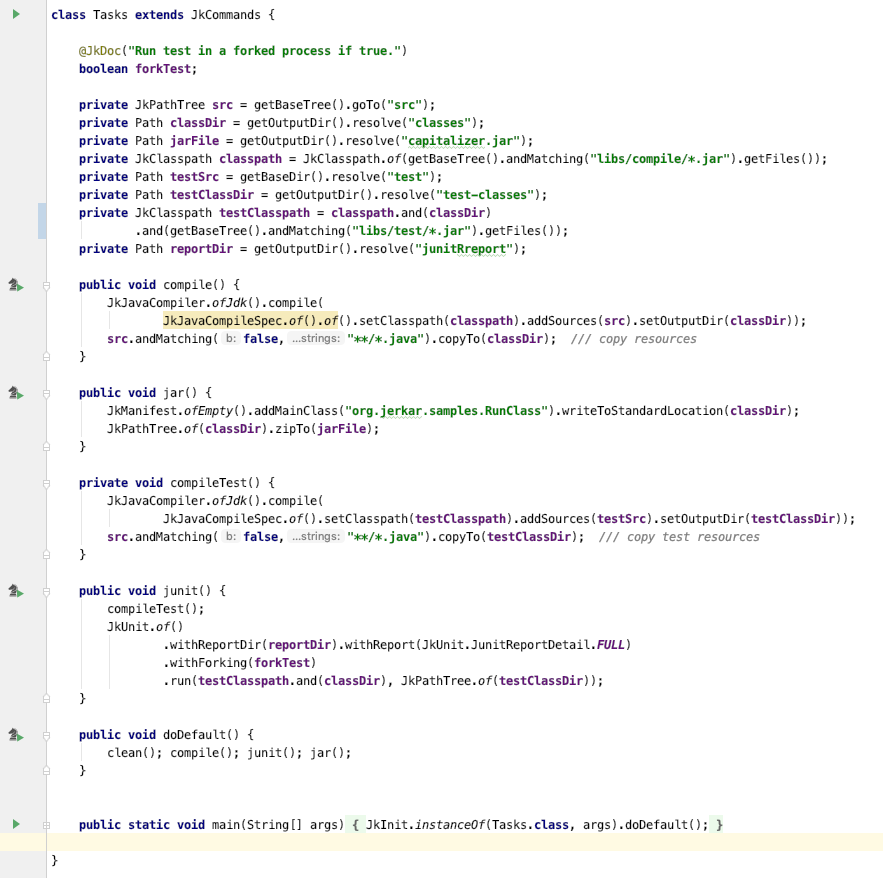 class Tasks extends JkCommands {
@JkDoc("Run test in a forked process if true.")
boolean forkTest;
private JkPathTree src = getBaseTree().goTo("src");
private Path classDir = getOutputDir().resolve("classes");
private Path jarFile = getOutputDir().resolve("capitalizer.jar");
private JkClasspath classpath = JkClasspath.of(getBaseTree().andMatching("libs/compile/*.jar").getFiles());
private Path testSrc = getBaseDir().resolve("test");
private Path testClassDir = getOutputDir().resolve("test-classes");
private JkClasspath testClasspath = classpath.and(classDir)
.and(getBaseTree().andMatching("libs/test/*.jar").getFiles());
private Path reportDir = getOutputDir().resolve("junitRreport");
public void compile() {
JkJavaCompiler.ofJdk().compile(
JkJavaCompileSpec.of().of().setClasspath(classpath).addSources(src).setOutputDir(classDir));
src.andMatching( b: false, ...strings: "**/*.java").copyTo(classDir);  /// copy resources
}
public void jar() {
JkManifest.ofEmpty().addMainClass("org.jerkar.samples.RunClass").writeToStandardLocation(classDir);
JkPathTree.of(classDir).zipTo(jarFile);
}
private void compileTest() {
JkJavaCompiler.ofJdk().compile(
JkJavaCompileSpec.of().setClasspath(testClasspath).addSources(testSrc).setOutputDir(testClassDir));
src.andMatching( b: false, ...strings: "**/*.java").copyTo(testClassDir);  /// copy test resources
}
public void junit() {
compileTest();
JkUnit.of()
.withReportDir(reportDir).withReport(JkUnit.JunitReportDetail.FULL)
.withForking(forkTest)
.run(testClasspath.and(classDir), JkPathTree.of(testClassDir));
}
public void doDefault() {
clean(); compile(); junit(); jar();
}
public static void main(String[] args) { JkInit.instanceOf(Tasks.class, args).doDefault(); }
}